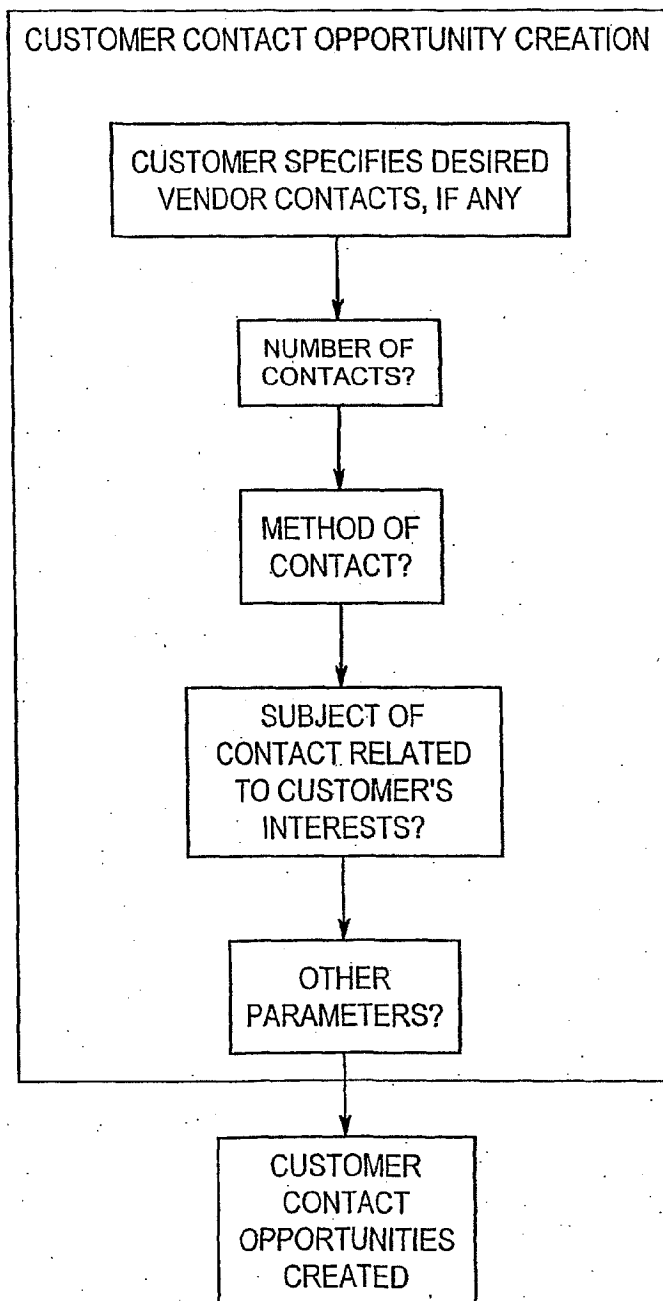 CUSTOMER CONTACT OPPORTUNITY CREATION
CUSTOMER SPECIFIES DESIRED
VENDOR CONTACTS, IF ANY
NUMBER OF
CONTACTS?
METHOD OF
CONTACT?
SUBJECT OF
CONTACT RELATED
TO CUSTOMER'S
INTERESTS?
OTHER
PARAMETERS?
CUSTOMER
CONTACT
OPPORTUNITIES
CREATED